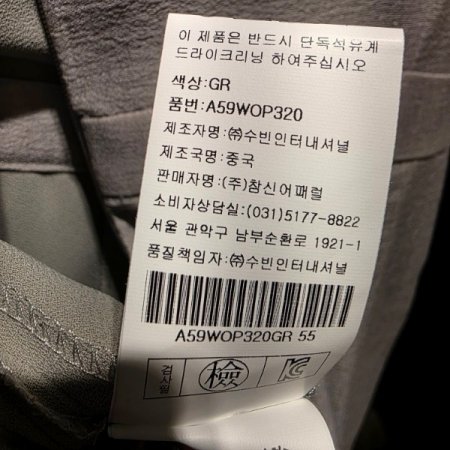 이 제품은 반드시 단독석유계
드라이크리닝 하여주십시오
색상:GR
품번:A59WOP320
제조자명:㈜수빈인터내셔널
제조국명:중국
판매자명:(주)참신어패럴
소비자상담실:(031)5177-8822
서울 관악구 남부순환로 1921-1
품질책임자:㈜수빈인터내셔널
A59WOP320GR 55
검사필
檢